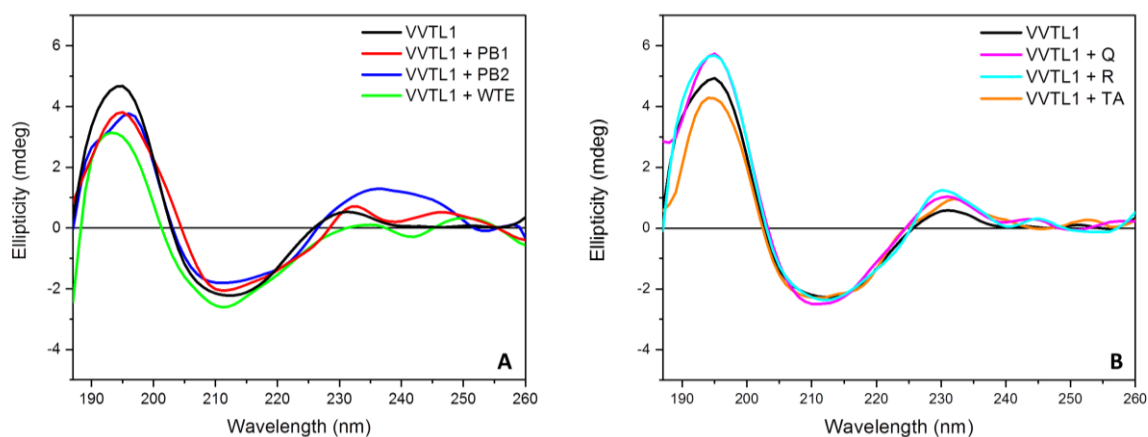 VVTL1
VVTL1 + PB1
VVTL1 + PB2
VVTL1 + WTE
6
4
2
0
-2
-4
Ellipticity (mdeg)
190 200 210 220 230 240 250 260
Wavelength (nm)
A
VVTL1
VVTL1 + Q
VVTL1 + R
VVTL1 + TA
6
4
2
0
-2
-4
Ellipticity (mdeg)
190 200 210 220 230 240 250 260
Wavelength (nm)
B